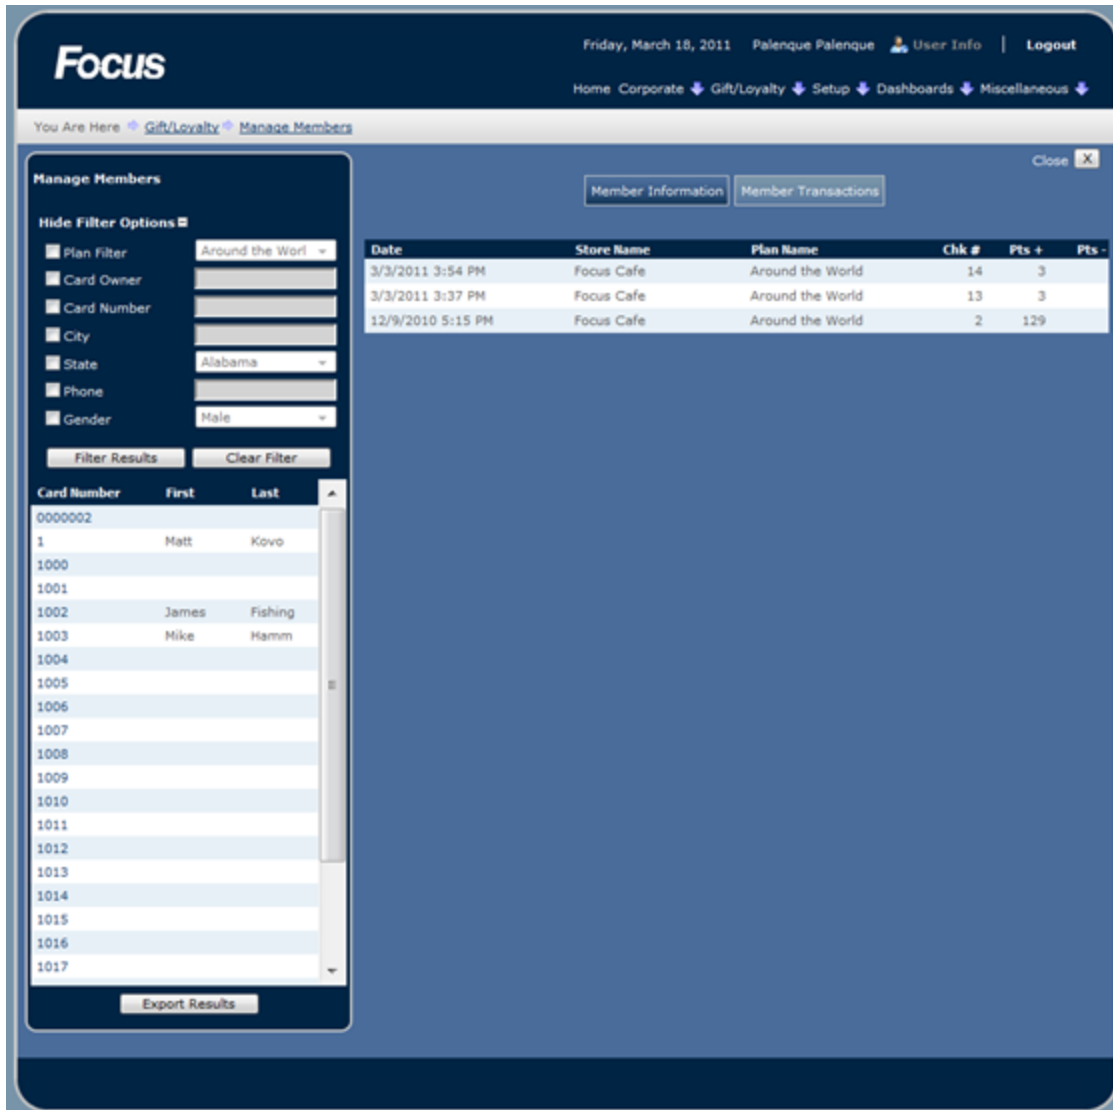 Focus
Friday, March 18, 2011 Palenque Palenque User Info | Logout
Home Corporate Gift/Loyalty Setup Dashboards Miscellaneous
You Are Here Gift/Loyalty Manage Members
Close X
Manage Members
Hide Filter Options
Plan Filter Around the Worl
Card Owner
Card Number
City
State Alabama
Phone
Gender Male
Filter Results Clear Filter
Card Number First Last
0000002
1 Matt Kovo
1000
1001
1002 James Fishing
1003 Mike Hamm
1004
1005
1006
1007
1008
1009
1010
1011
1012
1013
1014
1015
1016
1017
Export Results
Member Information Member Transactions
Date Store Name Plan Name Chk # Pts + Pts -
3/3/2011 3:54 PM Focus Cafe Around the World 14 3
3/3/2011 3:37 PM Focus Cafe Around the World 13 3
12/9/2010 5:15 PM Focus Cafe Around the World 2 129